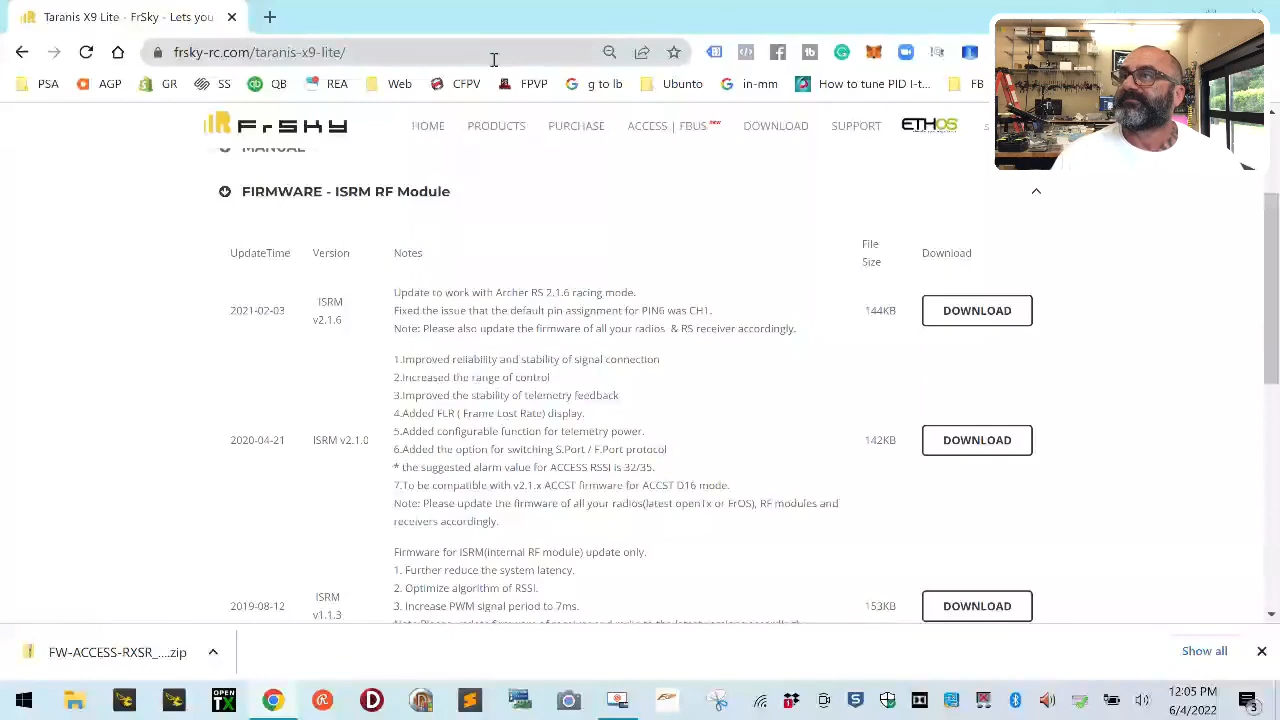 Taranis X9 Lite - FrSky - Lets you
frsky-rc.com/taranis-x9-lite/
PSA AGP GR SS QB REA Web CFPV FPVP g to in Ubuntu in-mm How to tune PID I-t... FB
FrSky HOME PRODUCTS PURCHASE ACCESS | FBUS new DOWNLOAD SUPPORT ETHOS S
MANUAL
FIRMWARE - ISRM RF Module
UpdateTime Version Notes File Size Download
2021-02-03 ISRM v2.1.6
Update to work with Archer RS 2.1.6 racing mode.
Fixed the issue that the default pin assignment for PIN6 was CH1.
Note: Please also update the firmware of all your radios & RS receiver accordingly.
144KB DOWNLOAD
2020-04-21 ISRM v2.1.0
1.Improved reliability and stability of signal connection
2.Increased the range of control
3.Improved the stability of telemetry feedback
4.Added FLR ( Frame Lost Rate) display.
5.Added configurable function for telemetry power.
6.Added the option for switching S.Port / F.Port protocol
* the suggested alarm value for ACCESS RSSI is 32/35.
7.To be compatible with v2.1.x ACCST firmware for ACCST D16 mode.
Note: Please update the firmware of all your radios(latest openTx or FrOS), RF modules and
receivers accordingly.
142KB DOWNLOAD
2019-08-12 ISRM v1.1.3
Firmware for ISRM(internal RF module) update only.
1. Further reduce the system latency.
2. Optimize algorithm of RSSI.
3. Increase PWM signal period to 7ms.
153KB DOWNLOAD
FW-ACCESS-RXSR_....zip Show all
OPEN TX
12:05 PM
6/4/2022
3